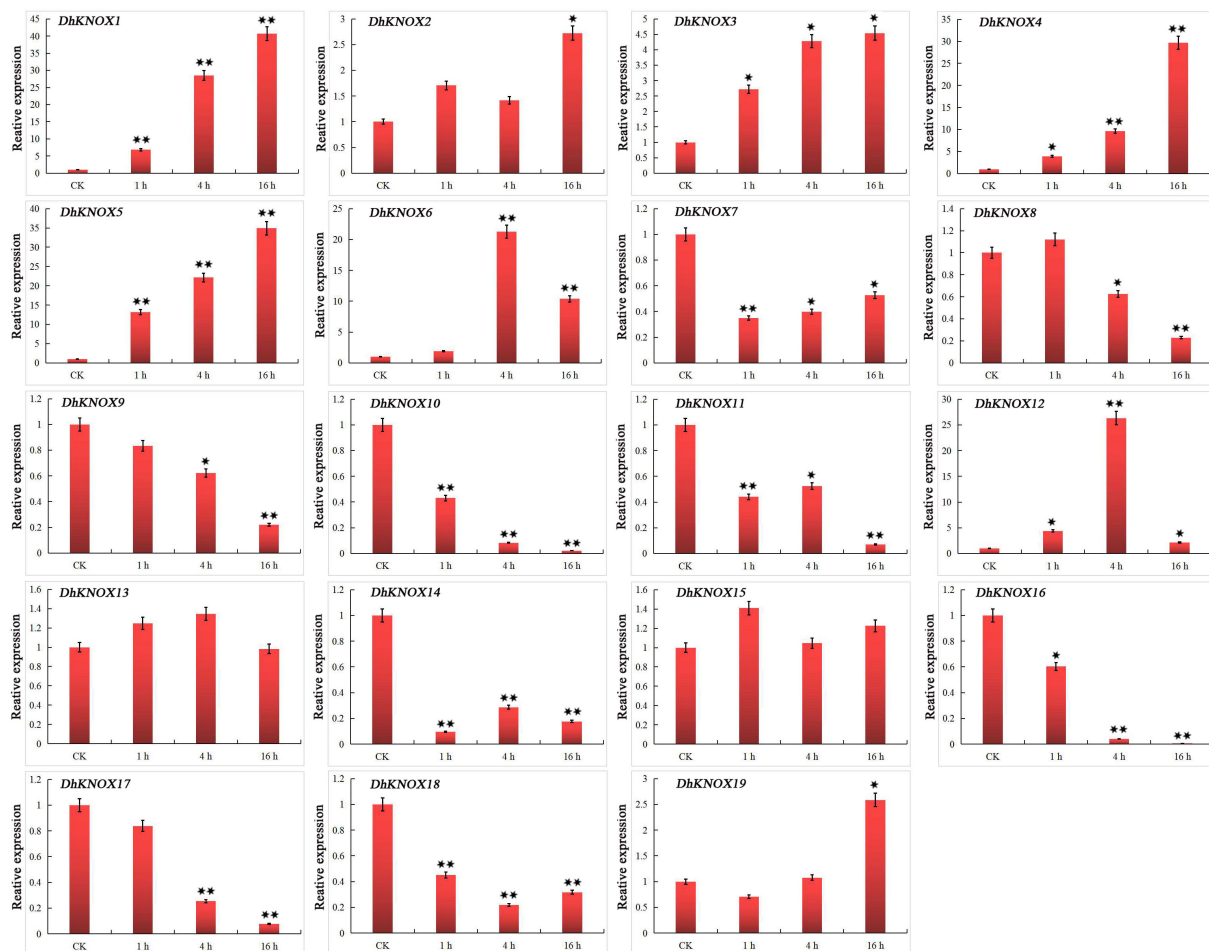 DhKNOX1
Reative expression
45
40
35
30
25
20
15
10
5
0
CK 1 h 4 h 16 h
DhKNOX2
Reative expression
3
2.5
2
1.5
1
0.5
0
CK 1 h 4 h 16 h
DhKNOX3
Reative expression
5
4.5
4
3.5
3
2.5
2
1.5
1
0.5
0
CK 1 h 4 h 16 h
DhKNOX4
Reative expression
35
30
25
20
15
10
5
0
CK 1 h 4 h 16 h
DhKNOX5
Reative expression
40
35
30
25
20
15
10
5
0
CK 1 h 4 h 16 h
DhKNOX6
Reative expression
25
20
15
10
5
0
CK 1 h 4 h 16 h
DhKNOX7
Reative expression
1.2
1
0.8
0.6
0.4
0.2
0
CK 1 h 4 h 16 h
DhKNOX8
Reative expression
1.4
1.2
1
0.8
0.6
0.4
0.2
0
CK 1 h 4 h 16 h
DhKNOX9
Reative expression
1.2
1
0.8
0.6
0.4
0.2
0
CK 1 h 4 h 16 h
DhKNOX10
Reative expression
1.2
1
0.8
0.6
0.4
0.2
0
CK 1 h 4 h 16 h
DhKNOX11
Reative expression
1.2
1
0.8
0.6
0.4
0.2
0
CK 1 h 4 h 16 h
DhKNOX12
Reative expression
30
25
20
15
10
5
0
CK 1 h 4 h 16 h
DhKNOX13
Reative expression
1.6
1.4
1.2
1
0.8
0.6
0.4
0.2
0
CK 1 h 4 h 16 h
DhKNOX14
Reative expression
1.2
1
0.8
0.6
0.4
0.2
0
CK 1 h 4 h 16 h
DhKNOX15
Reative expression
1.6
1.4
1.2
1
0.8
0.6
0.4
0.2
0
CK 1 h 4 h 16 h
DhKNOX16
Reative expression
1.2
1
0.8
0.6
0.4
0.2
0
CK 1 h 4 h 16 h
DhKNOX17
Reative expression
1.2
1
0.8
0.6
0.4
0.2
0
CK 1 h 4 h 16 h
DhKNOX18
Reative expression
1.2
1
0.8
0.6
0.4
0.2
0
CK 1 h 4 h 16 h
DhKNOX19
Reative expression
3
2.5
2
1.5
1
0.5
0
CK 1 h 4 h 16 h